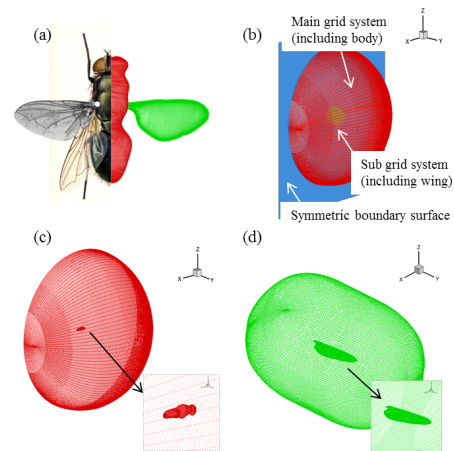 (a)
(b)
Main grid system
(including body)
Z
X
Y
Sub grid system
(including wing)
Symmetric boundary surface
(c)
Z
X
Y
(d)
Z
X
Y